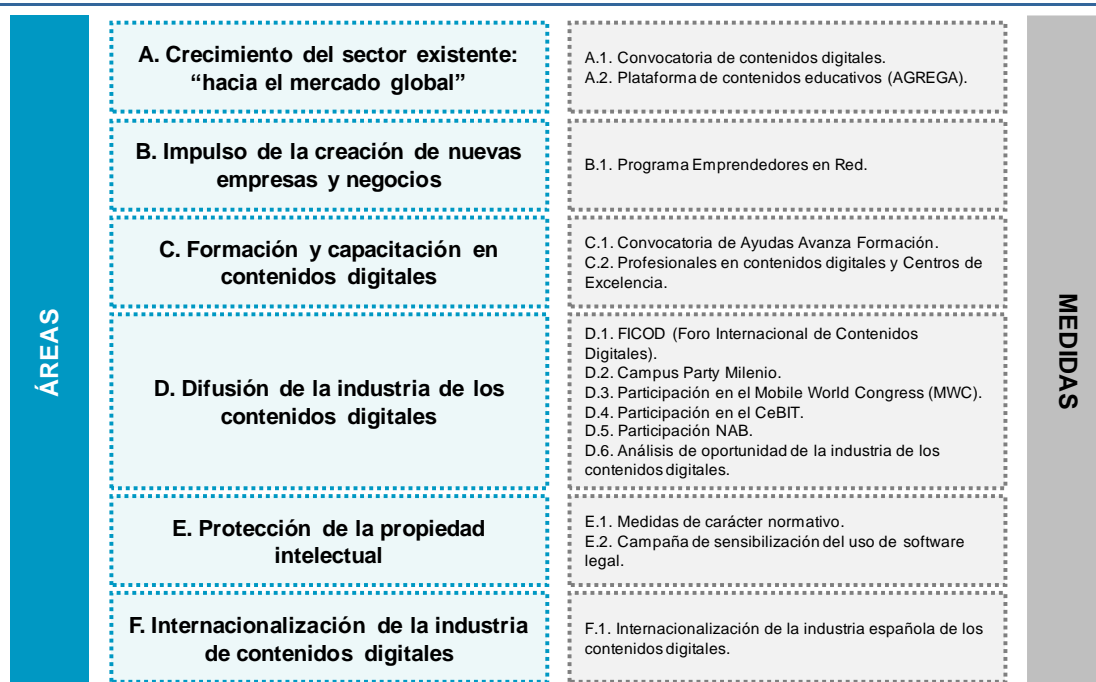 ÁREAS
A. Crecimiento del sector existente:
“hacia el mercado global”
A.1. Convocatoria de contenidos digitales.
A.2. Plataforma de contenidos educativos (AGREGA).
B. Impulso de la creación de nuevas
empresas y negocios
B.1. Programa Emprendedores en Red.
C. Formación y capacitación en
contenidos digitales
C.1. Convocatoria de Ayudas Avanza Formación.
C.2. Profesionales en contenidos digitales y Centros de
Excelencia.
D. Difusión de la industria de los
contenidos digitales
D.1. FICOD (Foro Internacional de Contenidos
Digitales).
D.2. Campus Party Milenio.
D.3. Participación en el Mobile World Congress (MWC).
D.4. Participación en el CeBIT.
D.5. Participación NAB.
D.6. Análisis de oportunidad de la industria de los
contenidos digitales.
E. Protección de la propiedad
intelectual
E.1. Medidas de carácter normativo.
E.2. Campaña de sensibilización del uso de software
legal.
F. Internacionalización de la industria
de contenidos digitales
F.1. Internacionalización de la industria española de los
contenidos digitales.
MEDIDAS